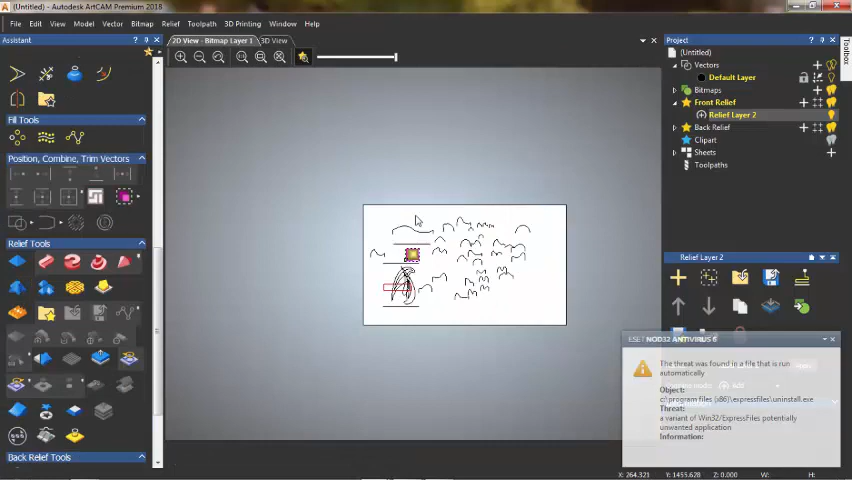 (Untitled) - Autodesk ArtCAM Premium 2018
File Edit View Model Vector Bitmap Relief Toolpath 3D Printing Window Help
Assistant
2D View - Bitmap Layer 1 3D View
Project
Toolbox
(Untitled)
Vectors
Default Layer
Bitmaps
Front Relief
Relief Layer 2
Back Relief
Clipart
Sheets
Toolpaths
Fill Tools
Position, Combine, Trim Vectors
Relief Tools
Back Relief Tools
Relief Layer 2
Add
ESET NOD32 ANTIVIRUS 6
The threat was found in a file that is run
automatically
Object:
c:\program files (x86)\expressfiles\uninstall.exe
Threat:
a variant of Win32/ExpressFiles potentially
unwanted application
Information:
X: 264.321 Y: 1455.628 Z: 0.000 W: H: